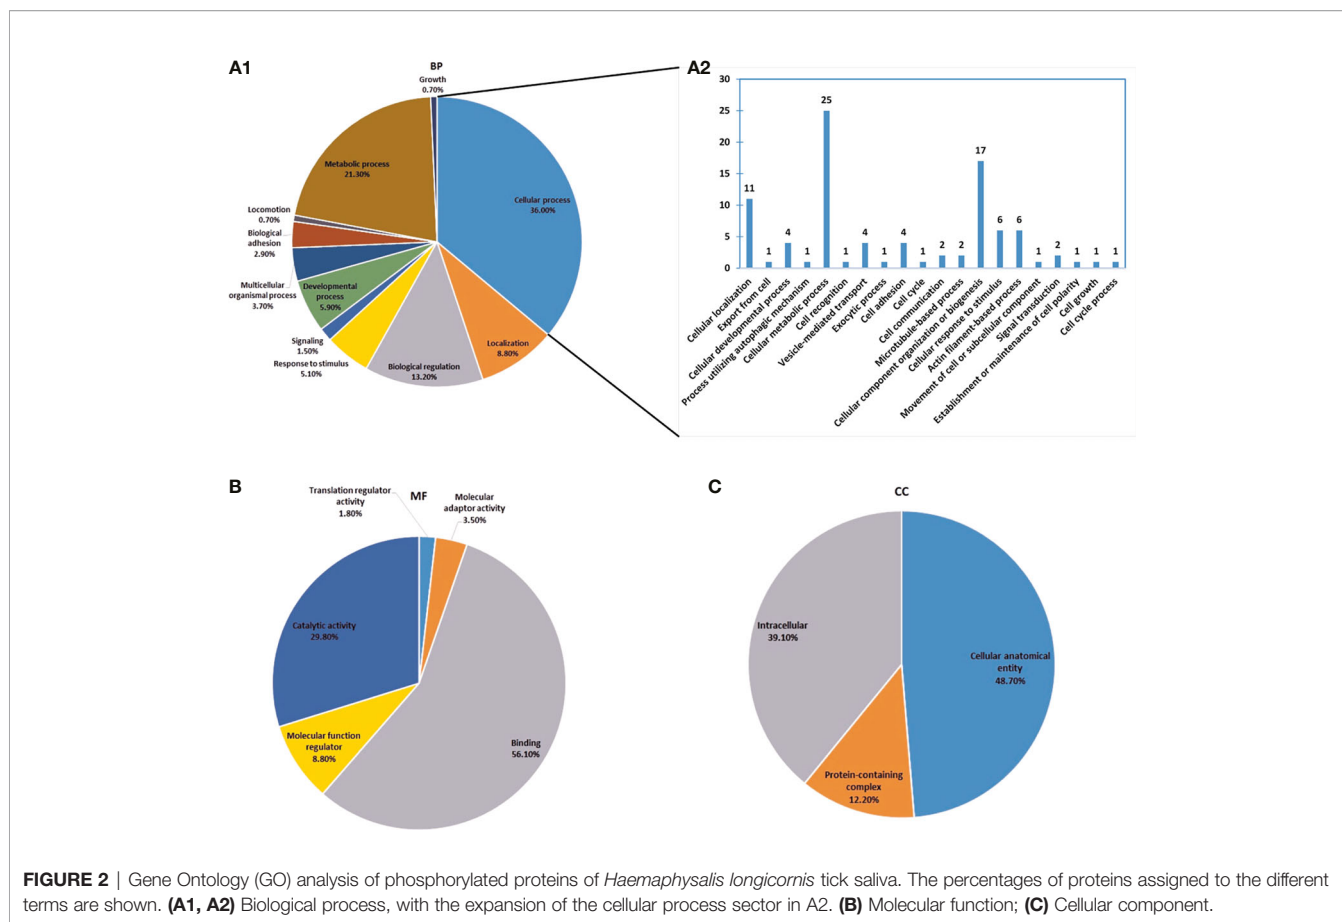 A1
BP
Growth
0.70%
Metabolic process
21.30%
Cellular process
36.00%
Locomotion
0.70%
Biological
adhesion
2.90%
Multicellular
organismal process
3.70%
Developmental
process
5.90%
Signaling
1.50%
Response to stimulus
5.10%
Biological regulation
13.20%
Localization
8.80%
A2
30
25
20
15
10
5
0
11
1
4
1
25
1
4
1
4
1
2
2
17
6
6
1
2
1
1
1
Cellular localization
Export from cell
Cellular developmental process
Process utilizing autophagic mechanism
Cellular metabolic process
Cell recognition
Vesicle-mediated transport
Exocytic process
Cell adhesion
Cell cycle
Cell communication
Microtubule-based process
Cellular component organization or biogenesis
Cellular response to stimulus
Actin filament-based process
Movement of cell or subcellular component
Signal transduction
Establishment or maintenance of cell polarity
Cell growth
Cell cycle process
B
MF
Translation regulator
activity
1.80%
Molecular
adaptor activity
3.50%
Catalytic activity
29.80%
Molecular function
regulator
8.80%
Binding
56.10%
C
CC
Intracellular
39.10%
Cellular anatomical
entity
48.70%
Protein-containing
complex
12.20%
FIGURE 2 | Gene Ontology (GO) analysis of phosphorylated proteins of Haemaphysalis longicornis tick saliva. The percentages of proteins assigned to the different
terms are shown. (A1, A2) Biological process, with the expansion of the cellular process sector in A2. (B) Molecular function; (C) Cellular component.